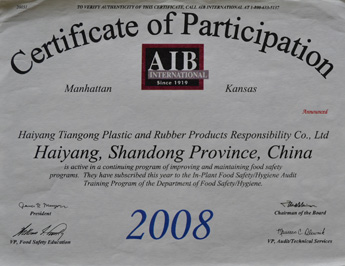 TO VERIFY AUTHENTICITY OF THIS CERTIFICATE, CALL AIB INTERNATIONAL AT
Certificate of Participation
AIB
INTERNATIONAL
Since 1919
Manhattan Kansas
Announced
Haiyang Tiangong Plastic and Rubber Products Responsibility Co., Ltd
Haiyang, Shandong Province, China
is active in a continuing program of improving and maintaining food safety
programs. They have subscribed this year to the In-Plant Food Safety/Hygiene Audit
Training Program of the Department of Food Safety/Hygiene.
President
Chairman of the Board
2008
VP, Food Safety Education
VP, Audit/Technical Services